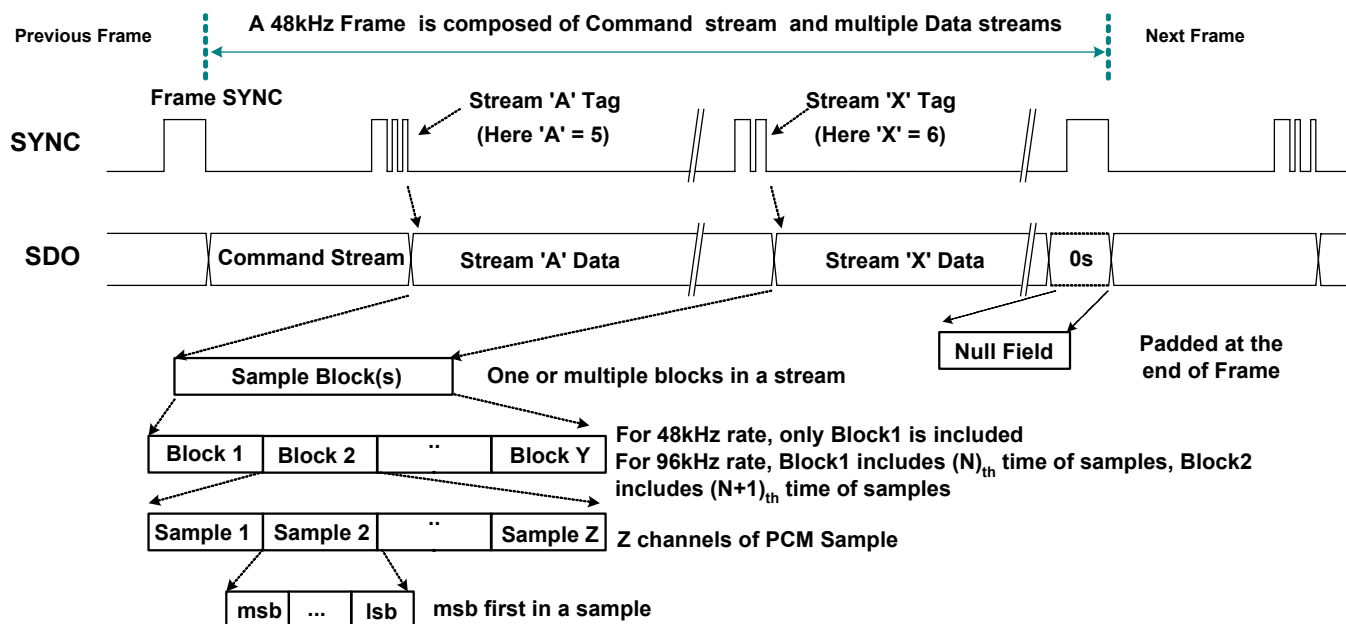 A 48kHz Frame is composed of Command stream and multiple Data streams
Previous Frame
Next Frame
Frame SYNC
Stream 'A' Tag
(Here 'A' = 5)
Stream 'X' Tag
(Here 'X' = 6)
SYNC
SDO
Command Stream
Stream 'A' Data
Stream 'X' Data
0s
Null Field
Padded at the
end of Frame
Sample Block(s)
One or multiple blocks in a stream
Block 1
Block 2
..
Block Y
For 48kHz rate, only Block1 is included
For 96kHz rate, Block1 includes (N)th time of samples, Block2
includes (N+1)th time of samples
Sample 1
Sample 2
..
Sample Z
Z channels of PCM Sample
msb
...
lsb
msb first in a sample